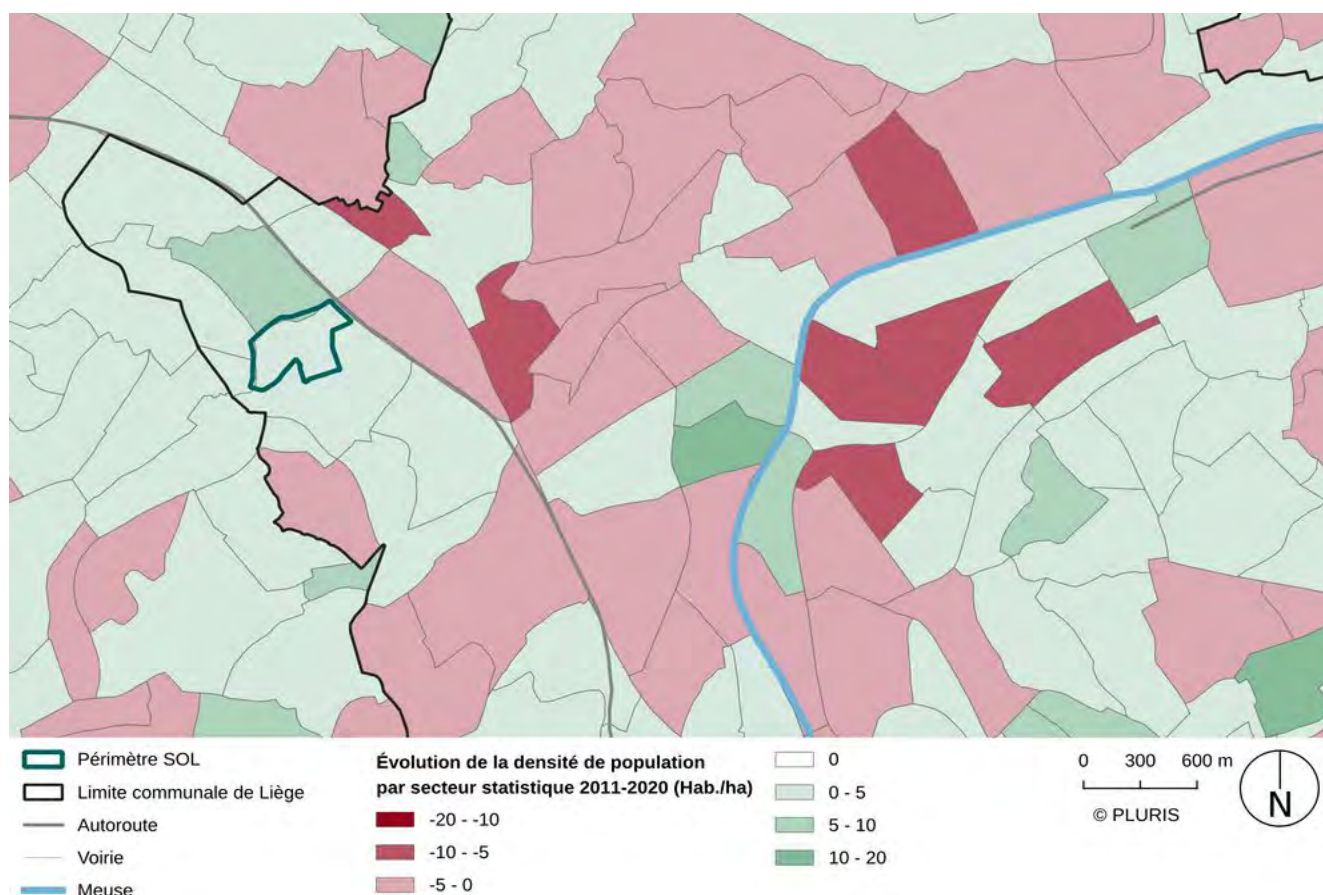 Périmètre SOL
Limite communale de Liège
Autoroute
Voirie
Meuse
Évolution de la densité de population
par secteur statistique 2011-2020 (Hab./ha)
-20 - -10
-10 - -5
-5 - 0
0
0 - 5
5 - 10
10 - 20
0 300 600 m
© PLURIS
N